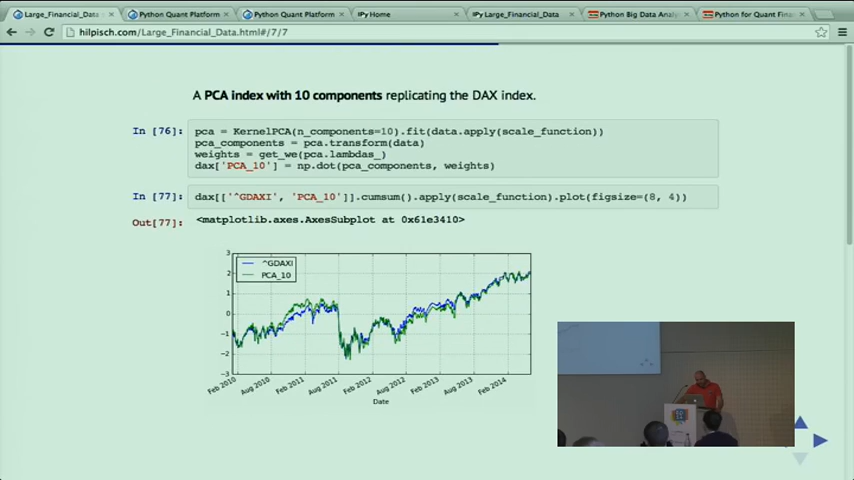 Large_Financial_Data
Python Quant Platform
Python Quant Platform
IPy Home
IPy Large_Financial_Data
Python Big Data Analy
Python for Quant Finan
hilpisch.com/Large_Financial_Data.html#/7/7
A PCA index with 10 components replicating the DAX index.
In [76]: pca = KernelPCA(n_components=10).fit(data.apply(scale_function))
pca_components = pca.transform(data)
weights = get_we(pca.lambdas_)
dax['PCA_10'] = np.dot(pca_components, weights)
In [77]: dax[['^GDAXI', 'PCA_10']].cumsum().apply(scale_function).plot(figsize=(8, 4))
Out[77]: <matplotlib.axes.AxesSubplot at 0x61e3410>
^GDAXI
PCA_10
3
2
1
0
−1
−2
−3
Feb 2010
Aug 2010
Feb 2011
Aug 2011
Feb 2012
Aug 2012
Feb 2013
Aug 2013
Feb 2014
Date